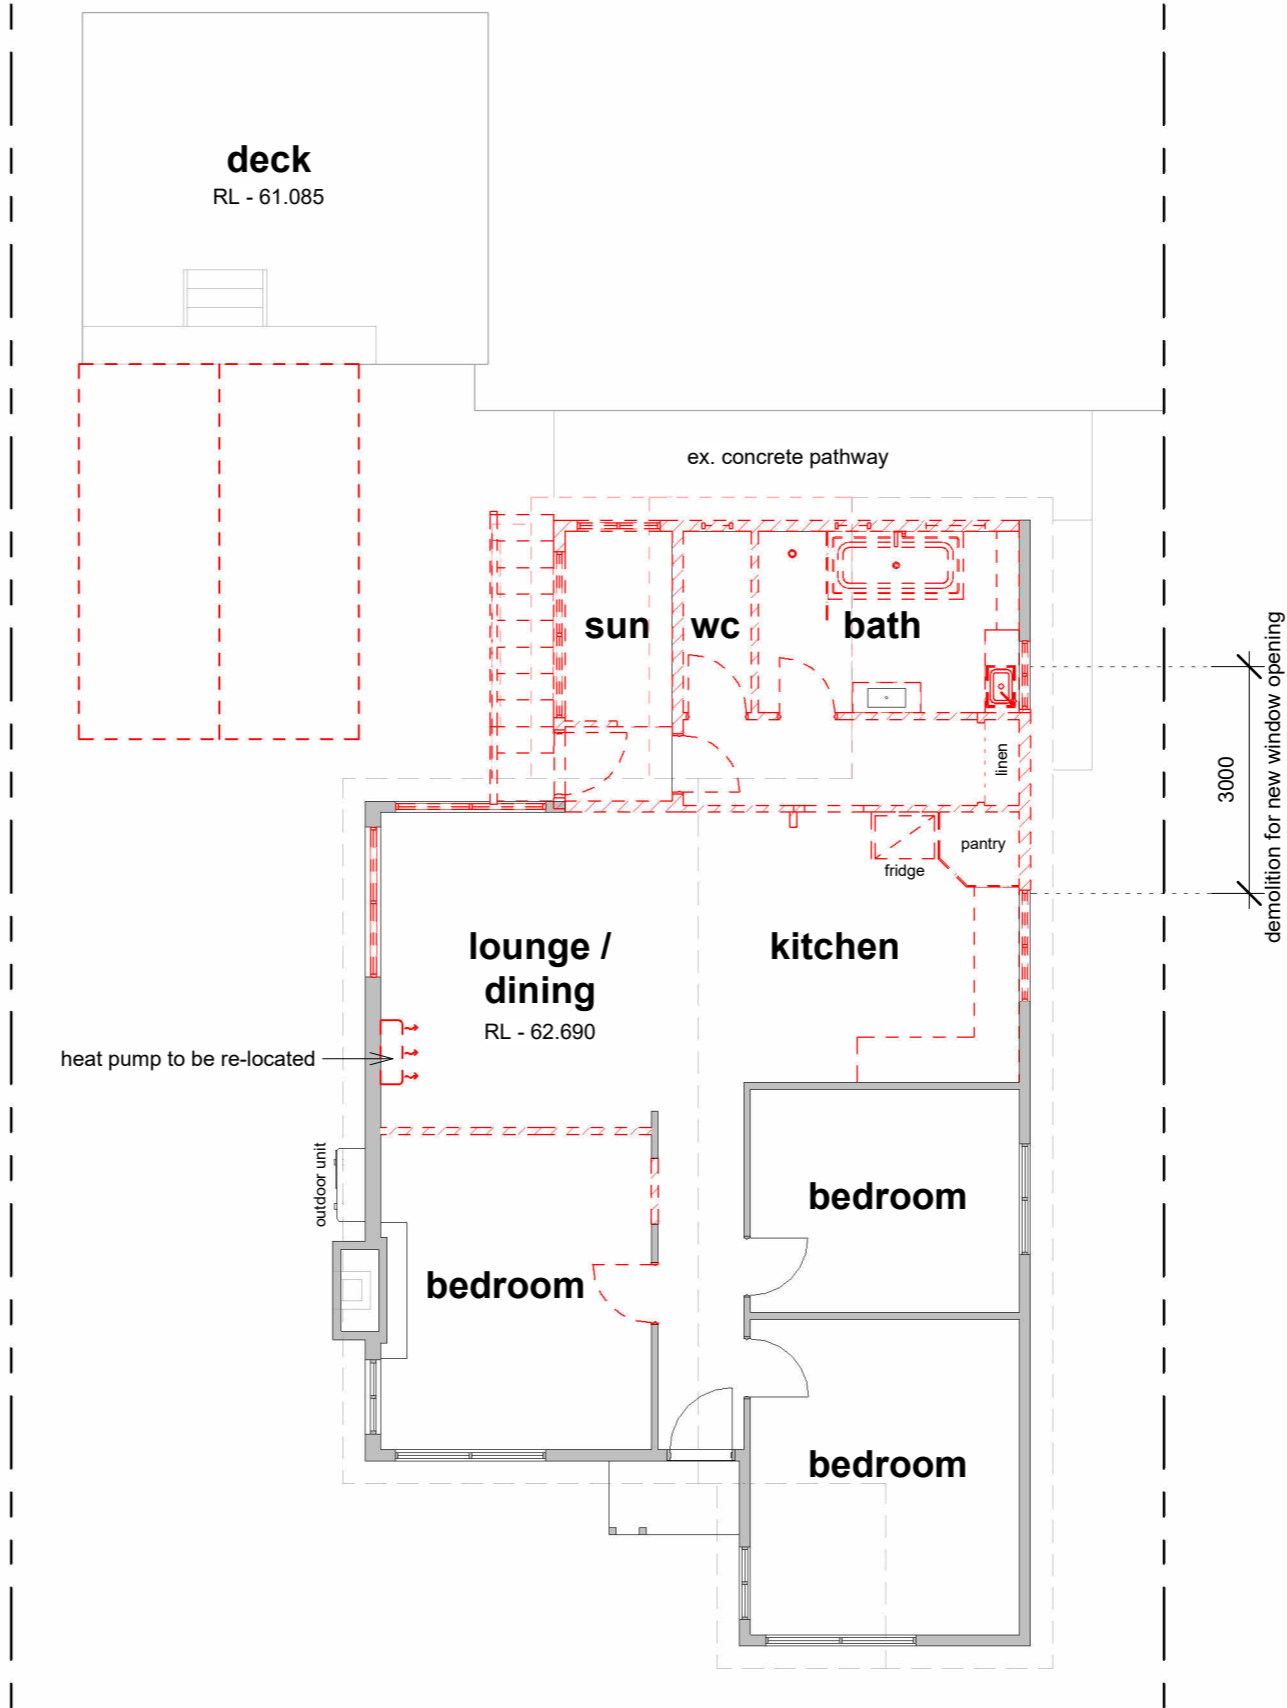 deck
RL - 61.085
ex. concrete pathway
sun
wc
bath
linen
pantry
fridge
3000
demolition for new window opening
lounge /
dining
RL - 62.690
kitchen
heat pump to be re-located
outdoor unit
bedroom
bedroom
bedroom